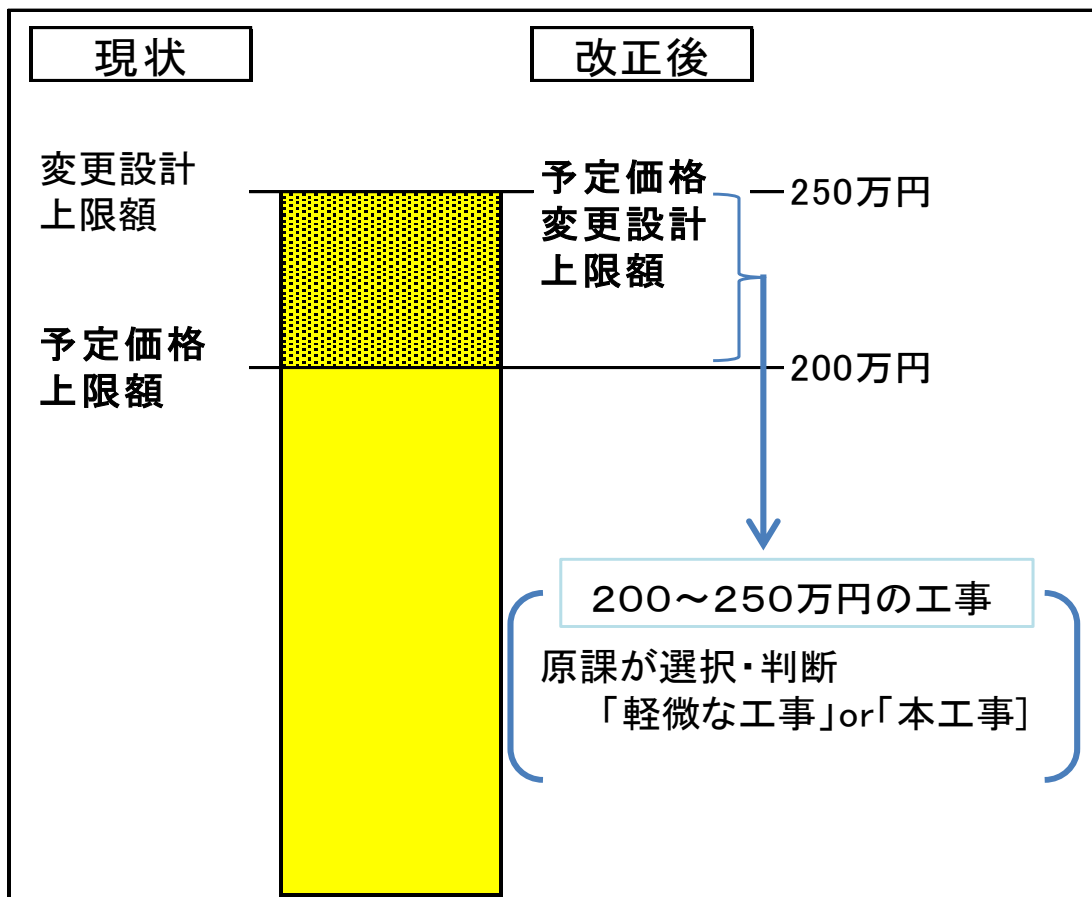 現状
改正後
変更設計
上限額
予定価格
変更設計
上限額
250万円
予定価格
上限額
200万円
200～250万円の工事
原課が選択・判断
「軽微な工事」or「本工事]